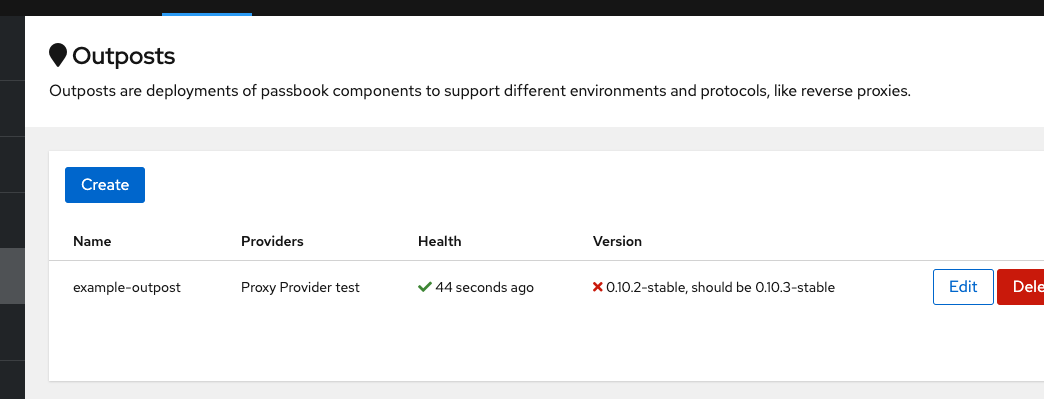 Outposts
Outposts are deployments of passbook components to support different environments and protocols, like reverse proxies.
Create
Name Providers Health Version
example-outpost Proxy Provider test 44 seconds ago 0.10.2-stable, should be 0.10.3-stable Edit Dele